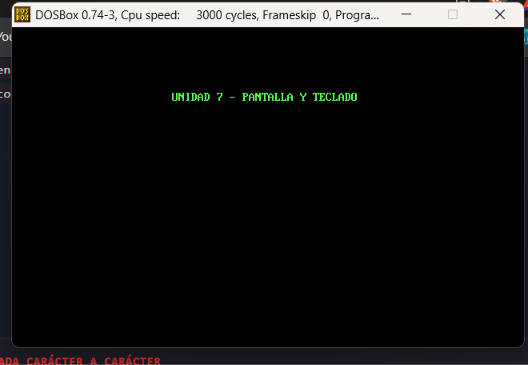 DOSBox 0.74-3, Cpu speed: 3000 cycles, Frameskip 0, Progra...
UNIDAD 7 - PANTALLA Y TECLADO
ADA CARÁCTER A CARÁCTER